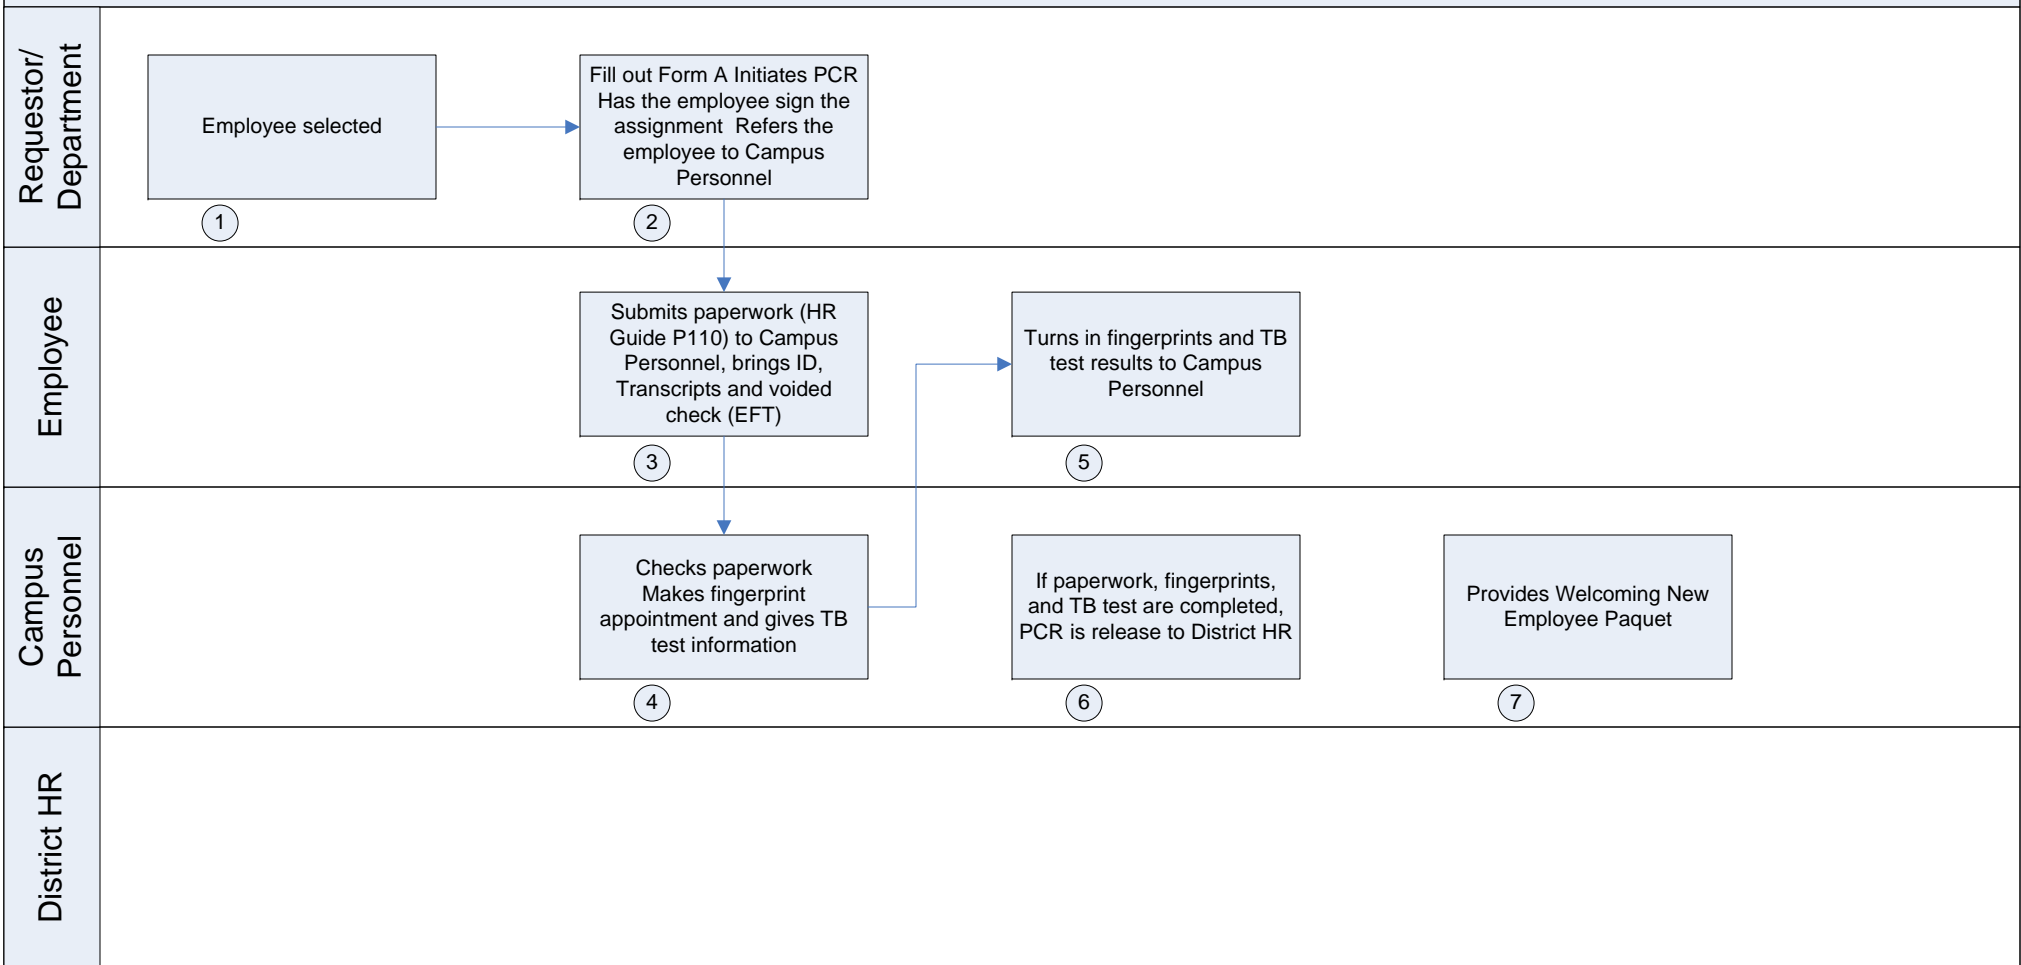 Requestor/
Department
Employee selected
1
Fill out Form A Initiates PCR
Has the employee sign the
assignment  Refers the
employee to Campus
Personnel
2
Employee
Submits paperwork (HR
Guide P110) to Campus
Personnel, brings ID,
Transcripts and voided
check (EFT)
3
Turns in fingerprints and TB
test results to Campus
Personnel
5
Campus
Personnel
Checks paperwork
Makes fingerprint
appointment and gives TB
test information
4
If paperwork, fingerprints,
and TB test are completed,
PCR is release to District HR
6
Provides Welcoming New
Employee Paquet
7
District HR